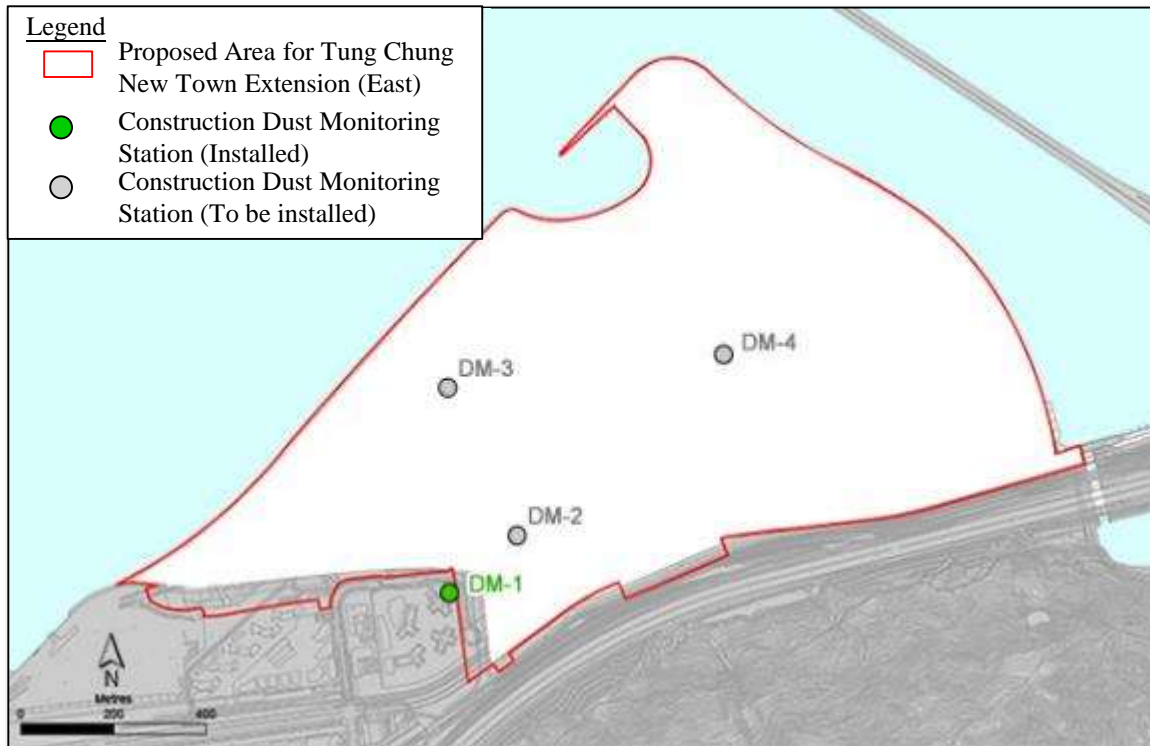 Legend
Proposed Area for Tung Chung
New Town Extension (East)
Construction Dust Monitoring
Station (Installed)
Construction Dust Monitoring
Station (To be installed)
DM-4
DM-3
DM-2
DM-1
N
Metres
0 200 400